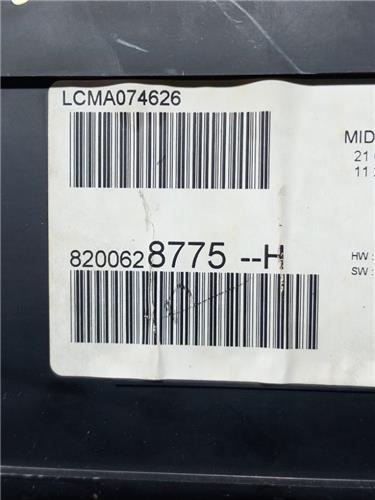 LCMA074626
MID
21
11
8200628775 --H
HW :
SW :